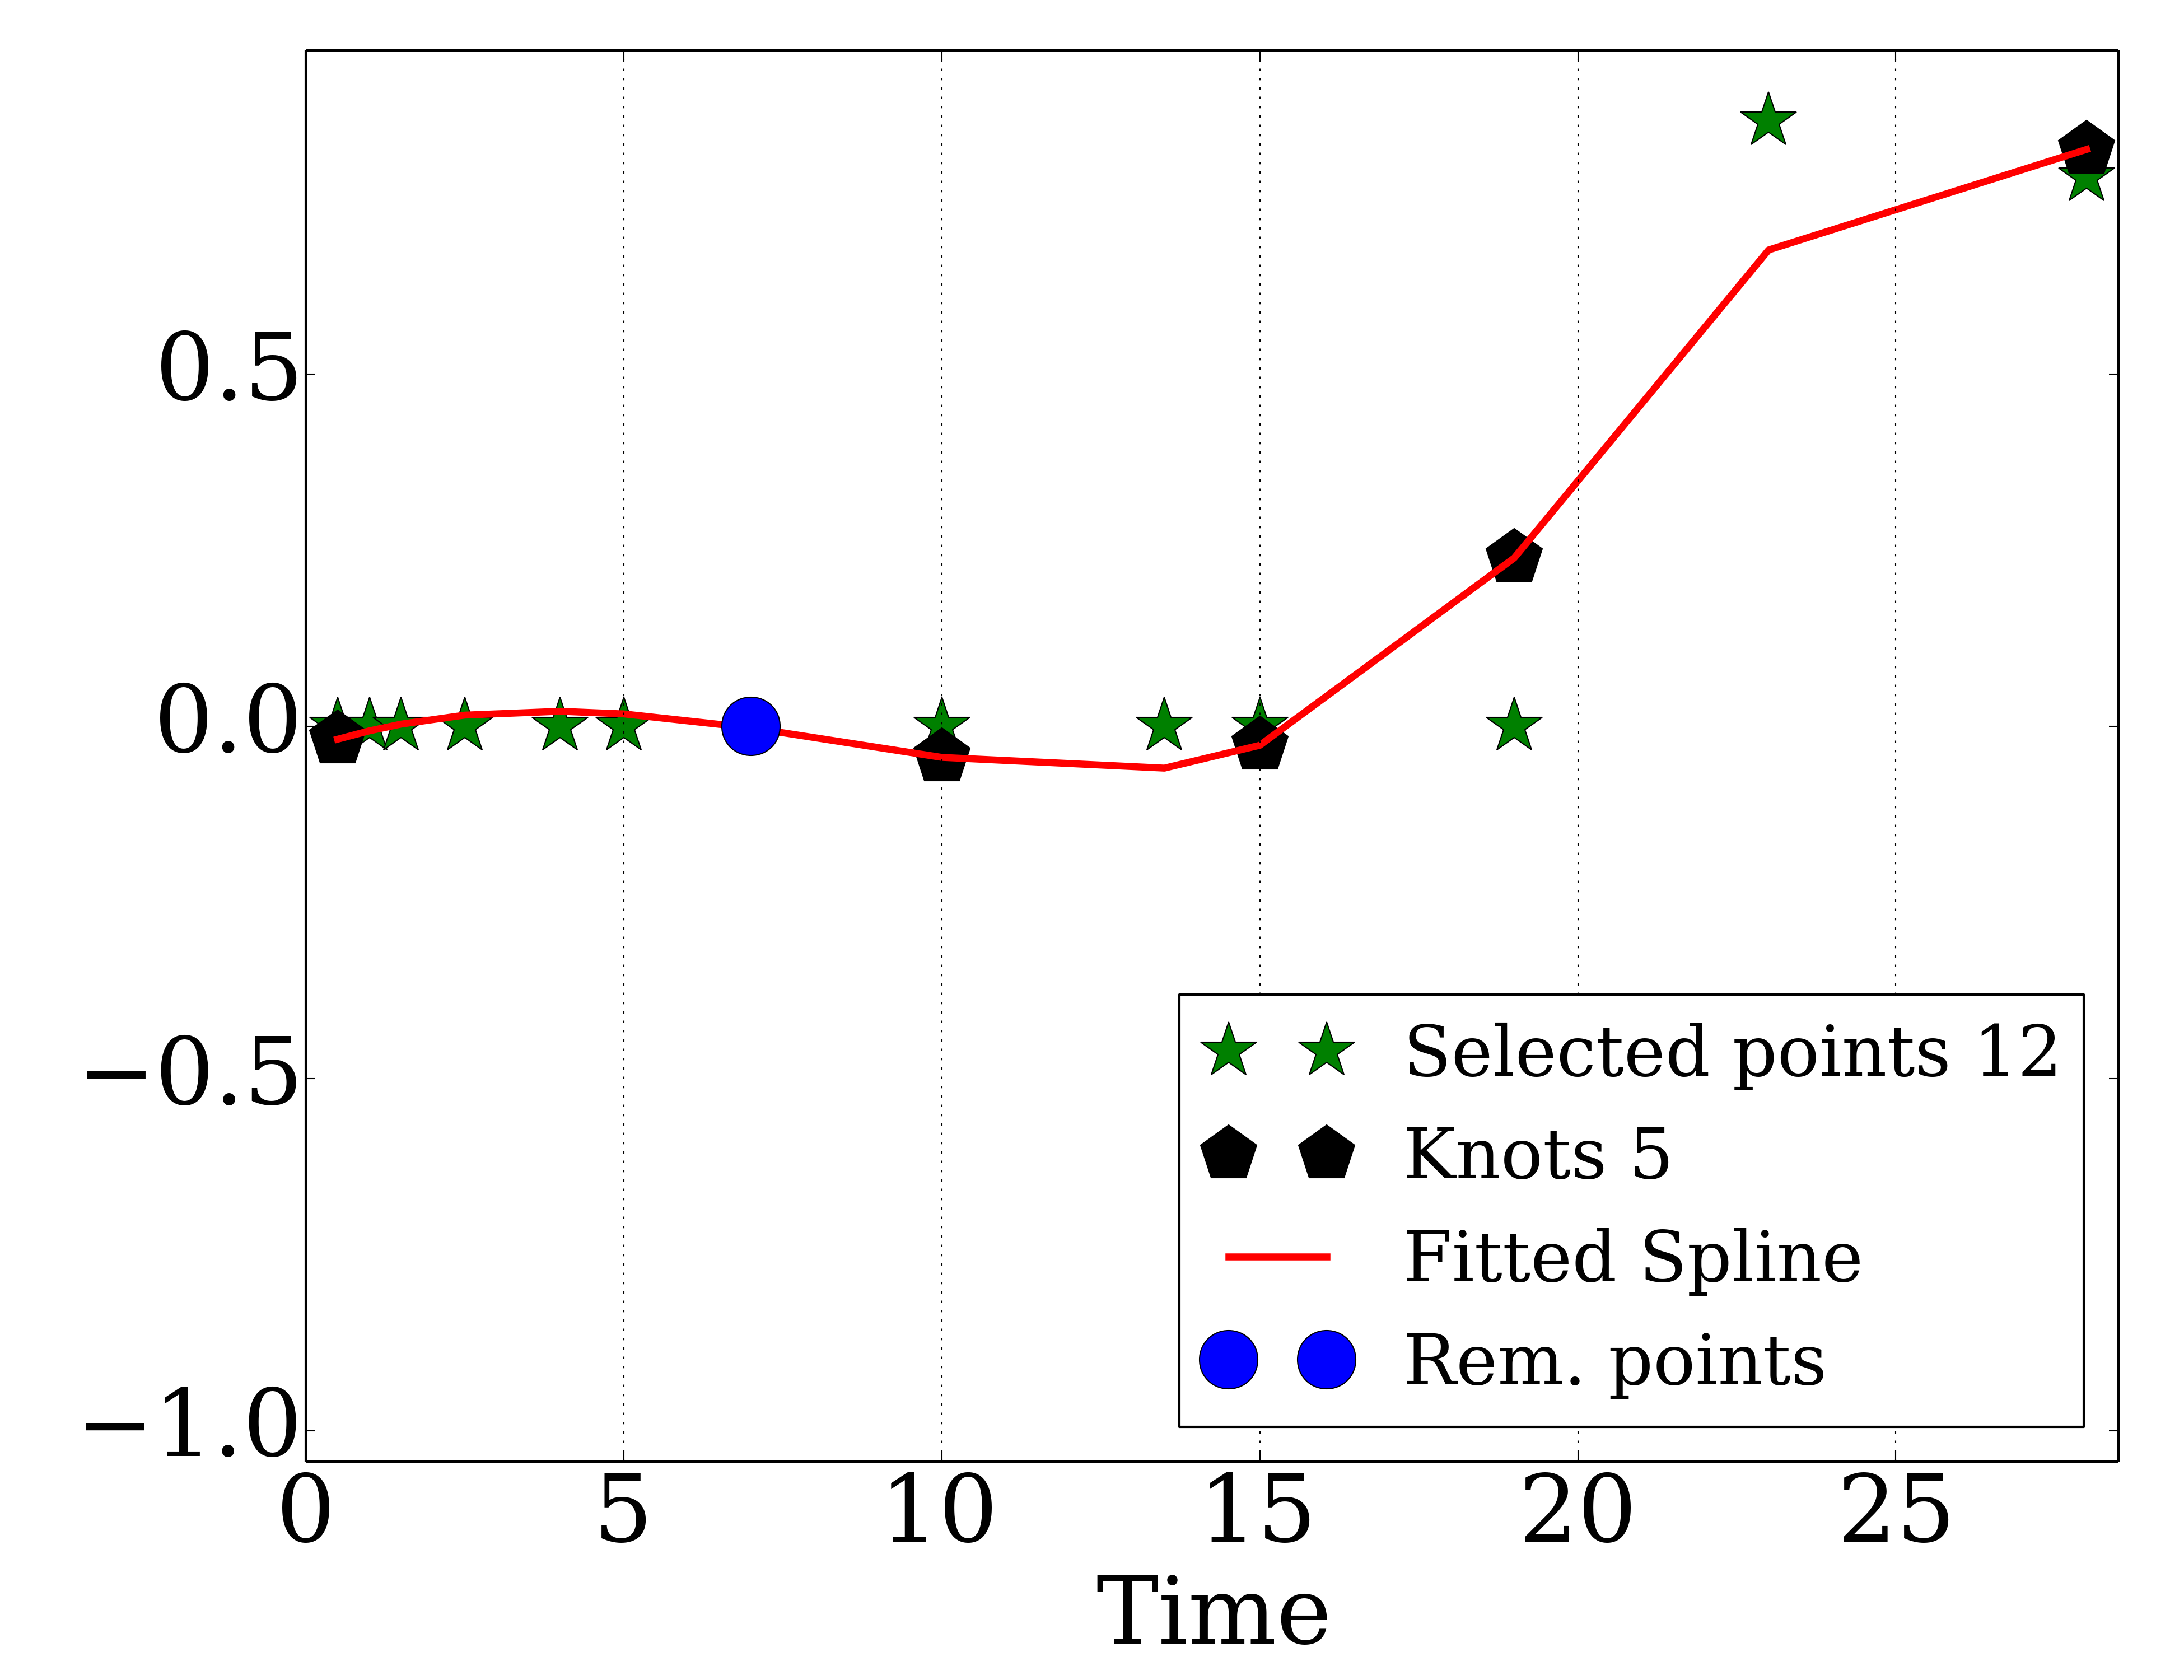 0.5
0.0
−0.5
−1.0
0 5 10 15 20 25
Time
Selected points 12
Knots 5
Fitted Spline
Rem. points